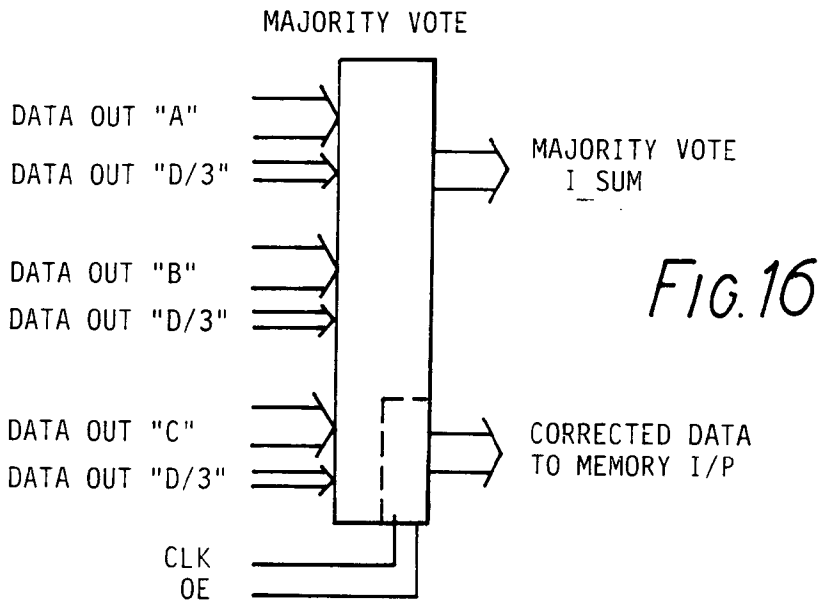 MAJORITY VOTE
DATA OUT "A"
DATA OUT "D/3"
DATA OUT "B"
DATA OUT "D/3"
DATA OUT "C"
DATA OUT "D/3"
CLK
OE
MAJORITY VOTE
I_SUM
CORRECTED DATA
TO MEMORY I/P
FIG.16